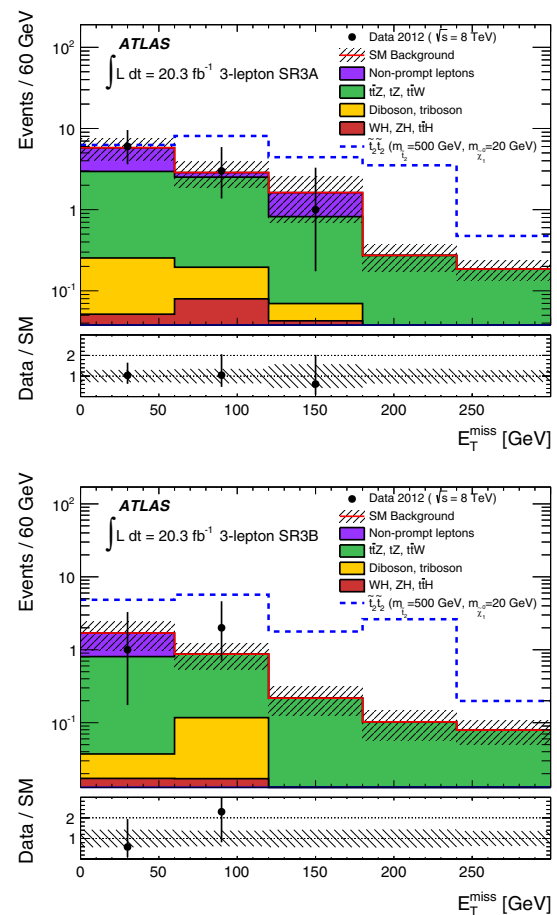 Events / 60 GeV
10²
10
1
10⁻¹
ATLAS
∫ L dt = 20.3 fb⁻¹ 3-lepton SR3A
Data 2012 (√s = 8 TeV)
SM Background
Non-prompt leptons
tt̄Z, tZ, tt̄W
Diboson, triboson
WH, ZH, tt̄H
t̃₂t̃₂ (m_t̃₂=500 GeV, m_χ̃₁⁰=20 GeV)
Data / SM
2
1
0 50 100 150 200 250
E_T^miss [GeV]
Events / 60 GeV
10²
10
1
10⁻¹
ATLAS
∫ L dt = 20.3 fb⁻¹ 3-lepton SR3B
Data 2012 (√s = 8 TeV)
SM Background
Non-prompt leptons
tt̄Z, tZ, tt̄W
Diboson, triboson
WH, ZH, tt̄H
t̃₂t̃₂ (m_t̃₂=500 GeV, m_χ̃₁⁰=20 GeV)
Data / SM
2
1
0 50 100 150 200 250
E_T^miss [GeV]